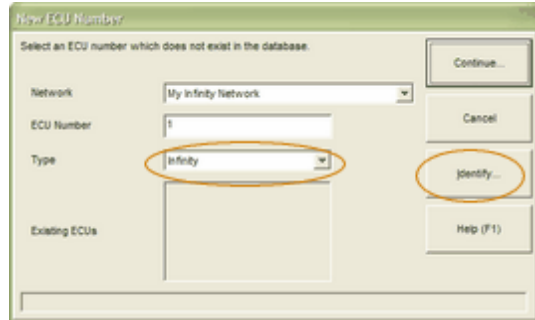 New ECU Number
Select an ECU number which does not exist in the database.
Continue...
Network
My Infinity Network
ECU Number
1
Cancel
Type
Infinity
Identify...
Existing ECUs
Help (F1)